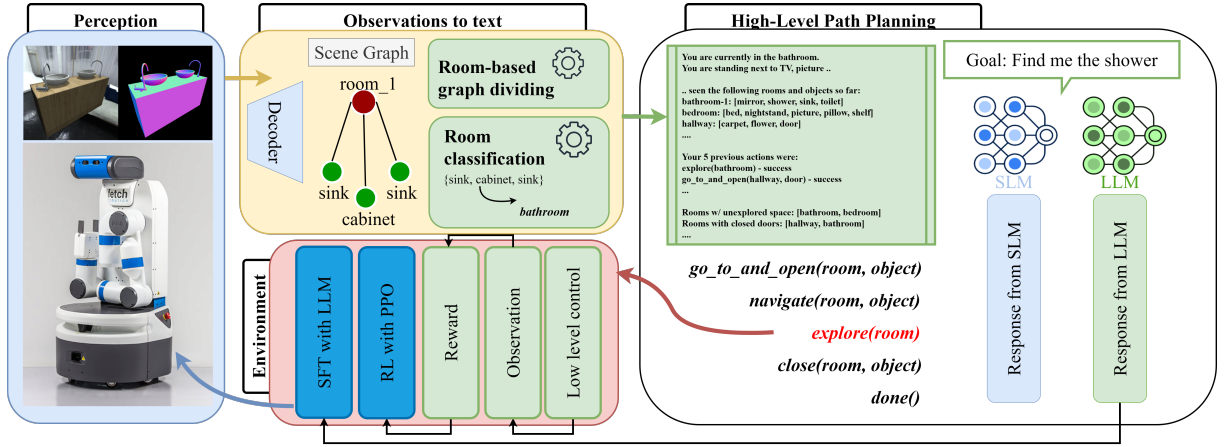 Perception
Observations to text
High-Level Path Planning
fetch
Decoder
Scene Graph
room_1
sink
sink
cabinet
Room-based
graph dividing
Room
classification
{sink, cabinet, sink}
bathroom
You are currently in the bathroom.
You are standing next to TV, picture ..
.. seen the following rooms and objects so far:
bathroom-1: [mirror, shower, sink, toilet]
bedroom: [bed, nightstand, picture, pillow, shelf]
hallway: [carpet, flower, door]
....
Your 5 previous actions were:
explore(bathroom) - success
go_to_and_open(hallway, door) - success
...
Rooms w/ unexplored space: [bathroom, bedroom]
Rooms with closed doors: [hallway, bathroom]
....
Goal: Find me the shower
SLM
LLM
Response from SLM
Response from LLM
go_to_and_open(room, object)
navigate(room, object)
explore(room)
close(room, object)
done()
Environment
SFT with LLM
RL with PPO
Reward
Observation
Low level control